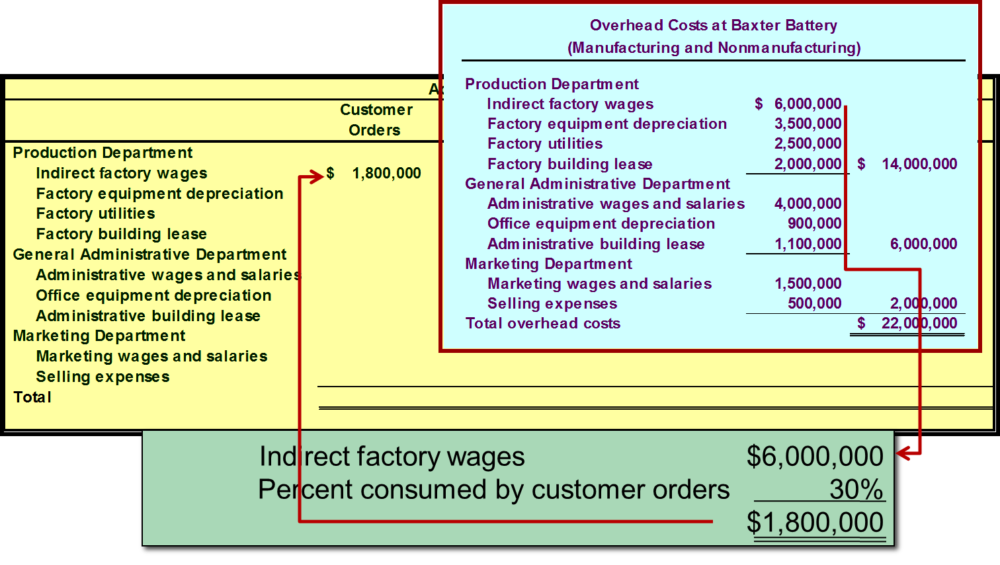 Overhead Costs at Baxter Battery
(Manufacturing and Nonmanufacturing)
Production Department
Indirect factory wages $ 6,000,000
Factory equipment depreciation 3,500,000
Factory utilities 2,500,000
Factory building lease 2,000,000 $ 14,000,000
General Administrative Department
Administrative wages and salaries 4,000,000
Office equipment depreciation 900,000
Administrative building lease 1,100,000 6,000,000
Marketing Department
Marketing wages and salaries 1,500,000
Selling expenses 500,000 2,000,000
Total overhead costs $ 22,000,000
Customer
Orders
Production Department
Indirect factory wages $ 1,800,000
Factory equipment depreciation
Factory utilities
Factory building lease
General Administrative Department
Administrative wages and salaries
Office equipment depreciation
Administrative building lease
Marketing Department
Marketing wages and salaries
Selling expenses
Total
Indirect factory wages $6,000,000
Percent consumed by customer orders 30%
$1,800,000